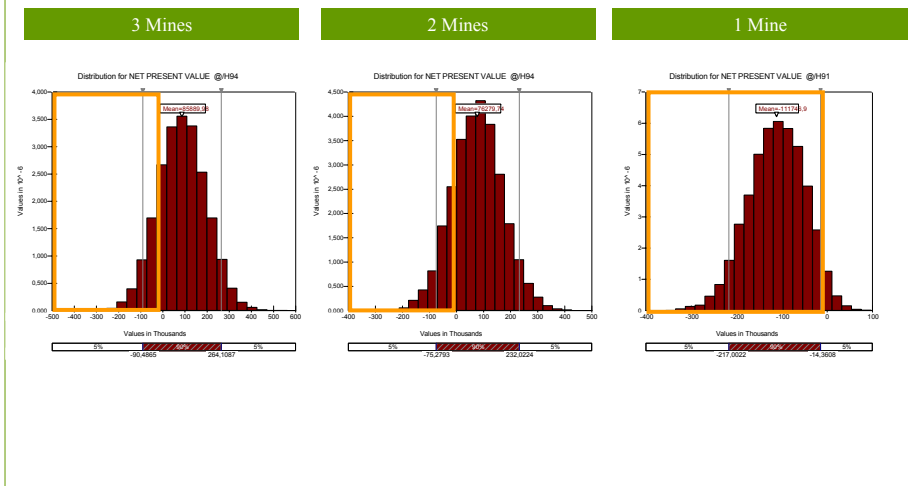 3 Mines
2 Mines
1 Mine
Distribution for NET PRESENT VALUE @/H94
Mean=85889,98
Values in 10^ -6
4,000
3,500
3,000
2,500
2,000
1,500
1,000
0,500
0,000
-500 -400 -300 -200 -100 0 100 200 300 400 500 600
Values in Thousands
5% 90% 5%
-90,4865 264,1087
Distribution for NET PRESENT VALUE @/H94
Mean=76279,74
Values in 10^ -6
4,500
4,000
3,500
3,000
2,500
2,000
1,500
1,000
0,500
0,000
-400 -300 -200 -100 0 100 200 300 400 500
Values in Thousands
5% 90% 5%
-75,2793 232,0224
Distribution for NET PRESENT VALUE @/H91
Mean=-111746,9
Values in 10^ -6
7
6
5
4
3
2
1
0
-400 -300 -200 -100 0 100
Values in Thousands
5% 90% 5%
-217,0022 -14,3608